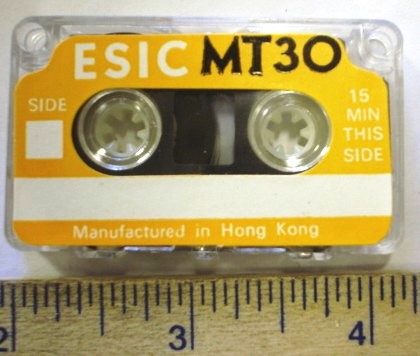 ESIC MT30
SIDE
15
MIN
THIS
SIDE
Manufactured in Hong Kong
2 3 4